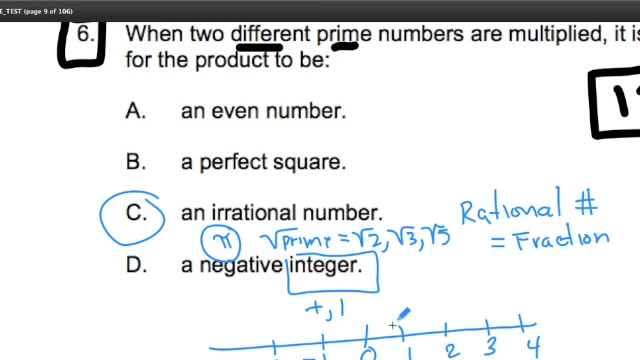 E_TEST (page 9 of 106)
6. When two different prime numbers are multiplied, it is
for the product to be:
A. an even number.
B. a perfect square.
C. an irrational number.
Rational #
π √prime = √2, √3, √5
= Fraction
D. a negative integer.
+, 1
0 1 2 3 4